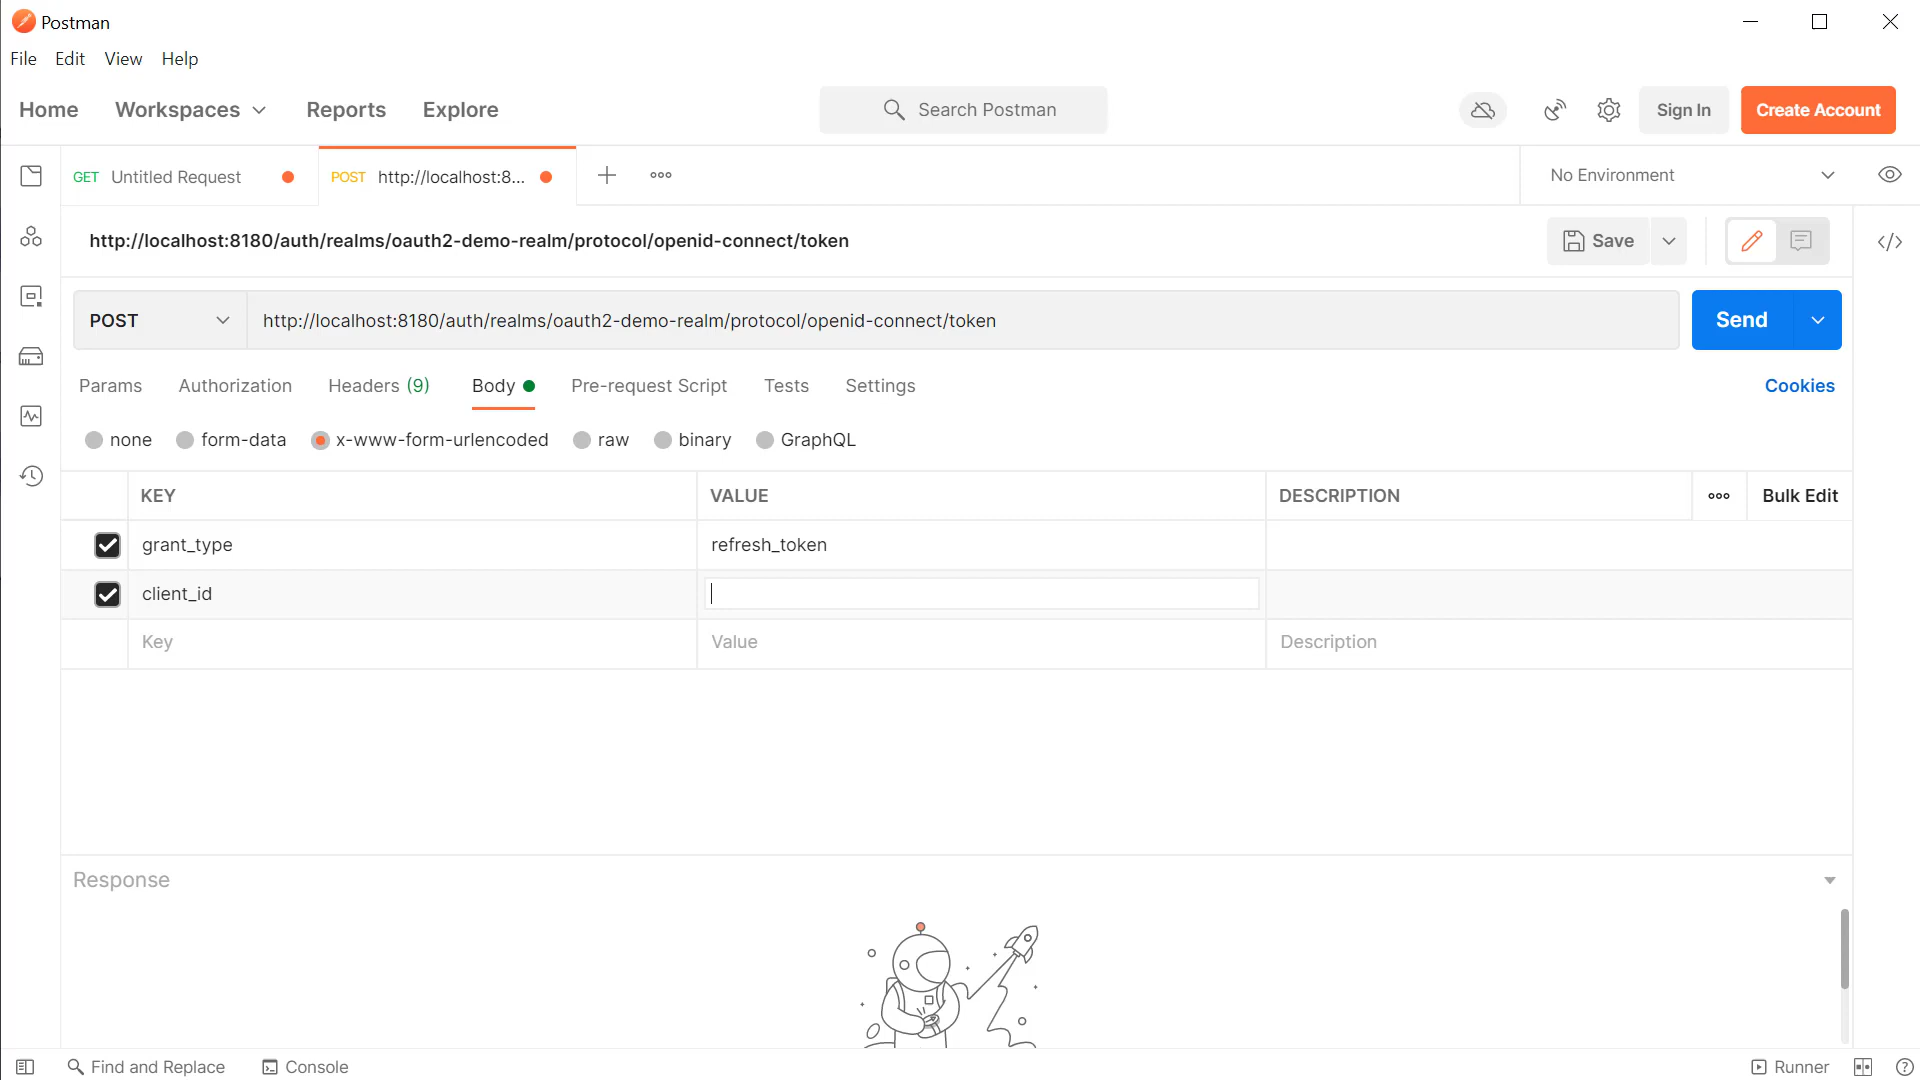 Postman
File Edit View Help
Home Workspaces Reports Explore Search Postman Sign In Create Account
GET Untitled Request POST http://localhost:8... No Environment
http://localhost:8180/auth/realms/oauth2-demo-realm/protocol/openid-connect/token Save
POST http://localhost:8180/auth/realms/oauth2-demo-realm/protocol/openid-connect/token Send
Params Authorization Headers (9) Body Pre-request Script Tests Settings Cookies
none form-data x-www-form-urlencoded raw binary GraphQL
KEY VALUE DESCRIPTION Bulk Edit
grant_type refresh_token
client_id
Key Value Description
Response
Find and Replace Console Runner